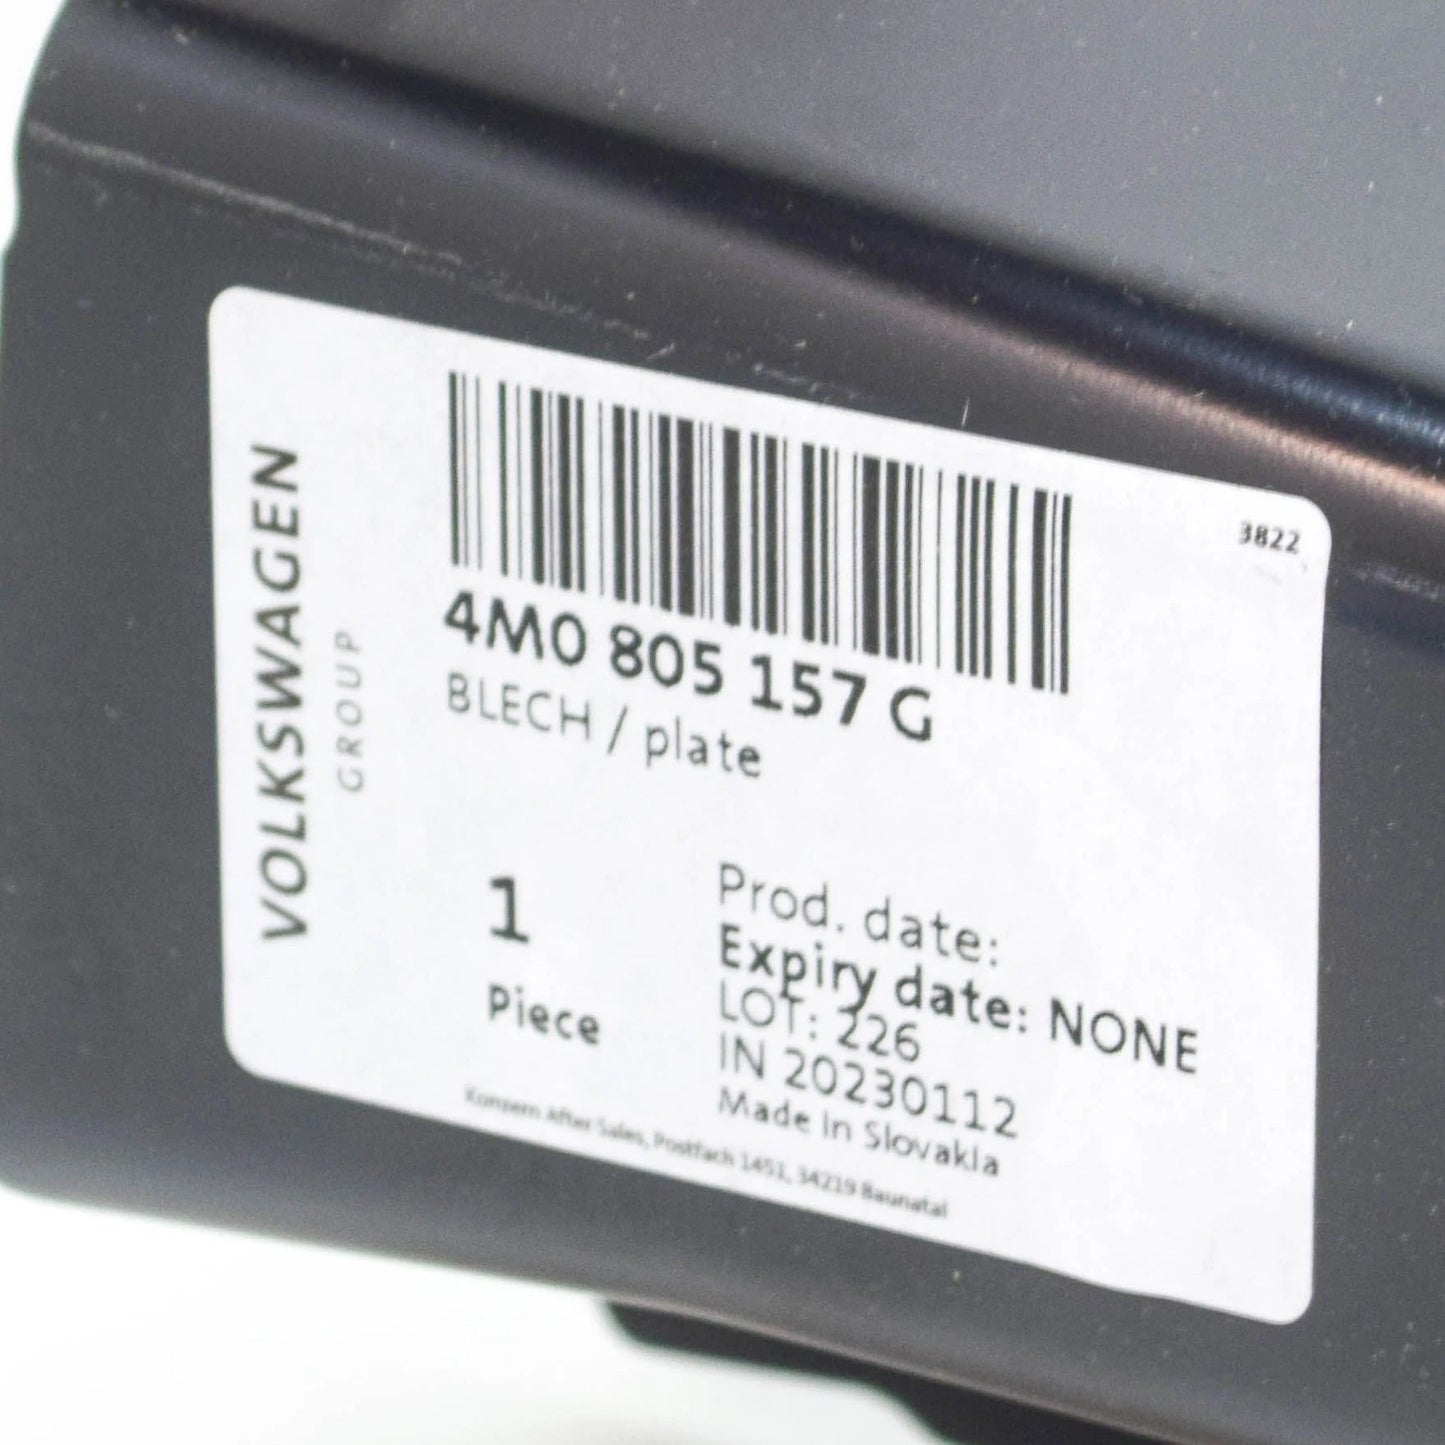 VOLKSWAGEN
GROUP
3822
4M0 805 157 G
BLECH / plate
1
Piece
Prod. date:
Expiry date: NONE
LOT: 226
IN 20230112
Made in Slovakia
Konzern After Sales, Postfach 1451, 34219 Baunatal